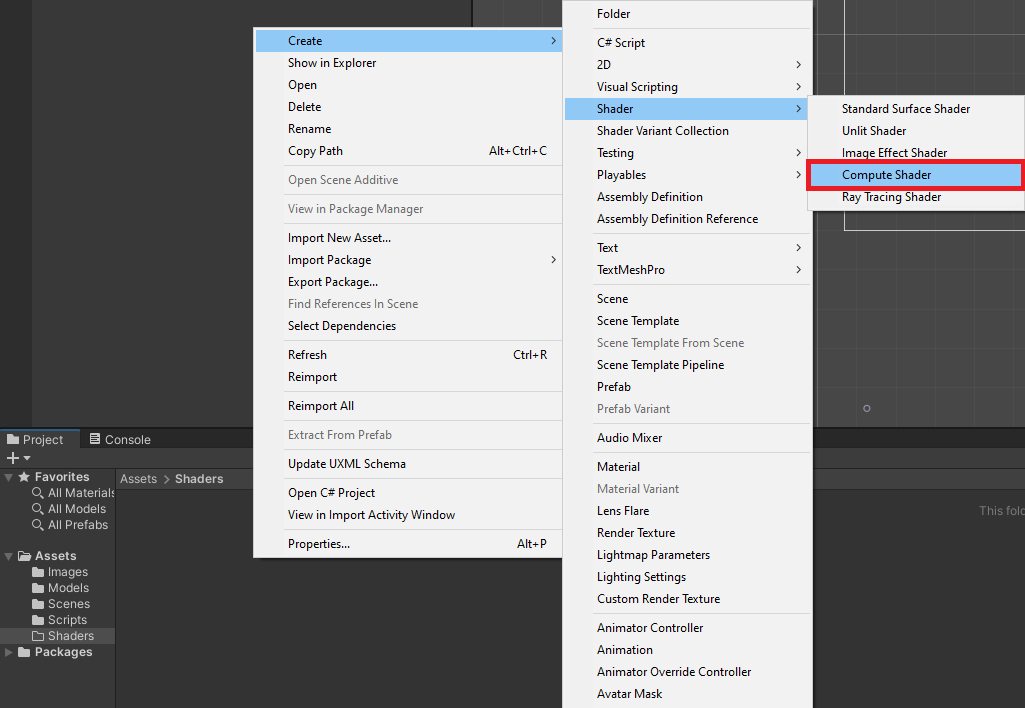 Create
Show in Explorer
Open
Delete
Rename
Copy Path Alt+Ctrl+C
Open Scene Additive
View in Package Manager
Import New Asset...
Import Package
Export Package...
Find References In Scene
Select Dependencies
Refresh Ctrl+R
Reimport
Reimport All
Extract From Prefab
Update UXML Schema
Open C# Project
View in Import Activity Window
Properties... Alt+P
Folder
C# Script
2D
Visual Scripting
Shader
Shader Variant Collection
Testing
Playables
Assembly Definition
Assembly Definition Reference
Text
TextMeshPro
Scene
Scene Template
Scene Template From Scene
Scene Template Pipeline
Prefab
Prefab Variant
Audio Mixer
Material
Material Variant
Lens Flare
Render Texture
Lightmap Parameters
Lighting Settings
Custom Render Texture
Animator Controller
Animation
Animator Override Controller
Avatar Mask
Standard Surface Shader
Unlit Shader
Image Effect Shader
Compute Shader
Ray Tracing Shader
Project Console
Favorites
All Materials
All Models
All Prefabs
Assets
Images
Models
Scenes
Scripts
Shaders
Packages
Assets > Shaders
This